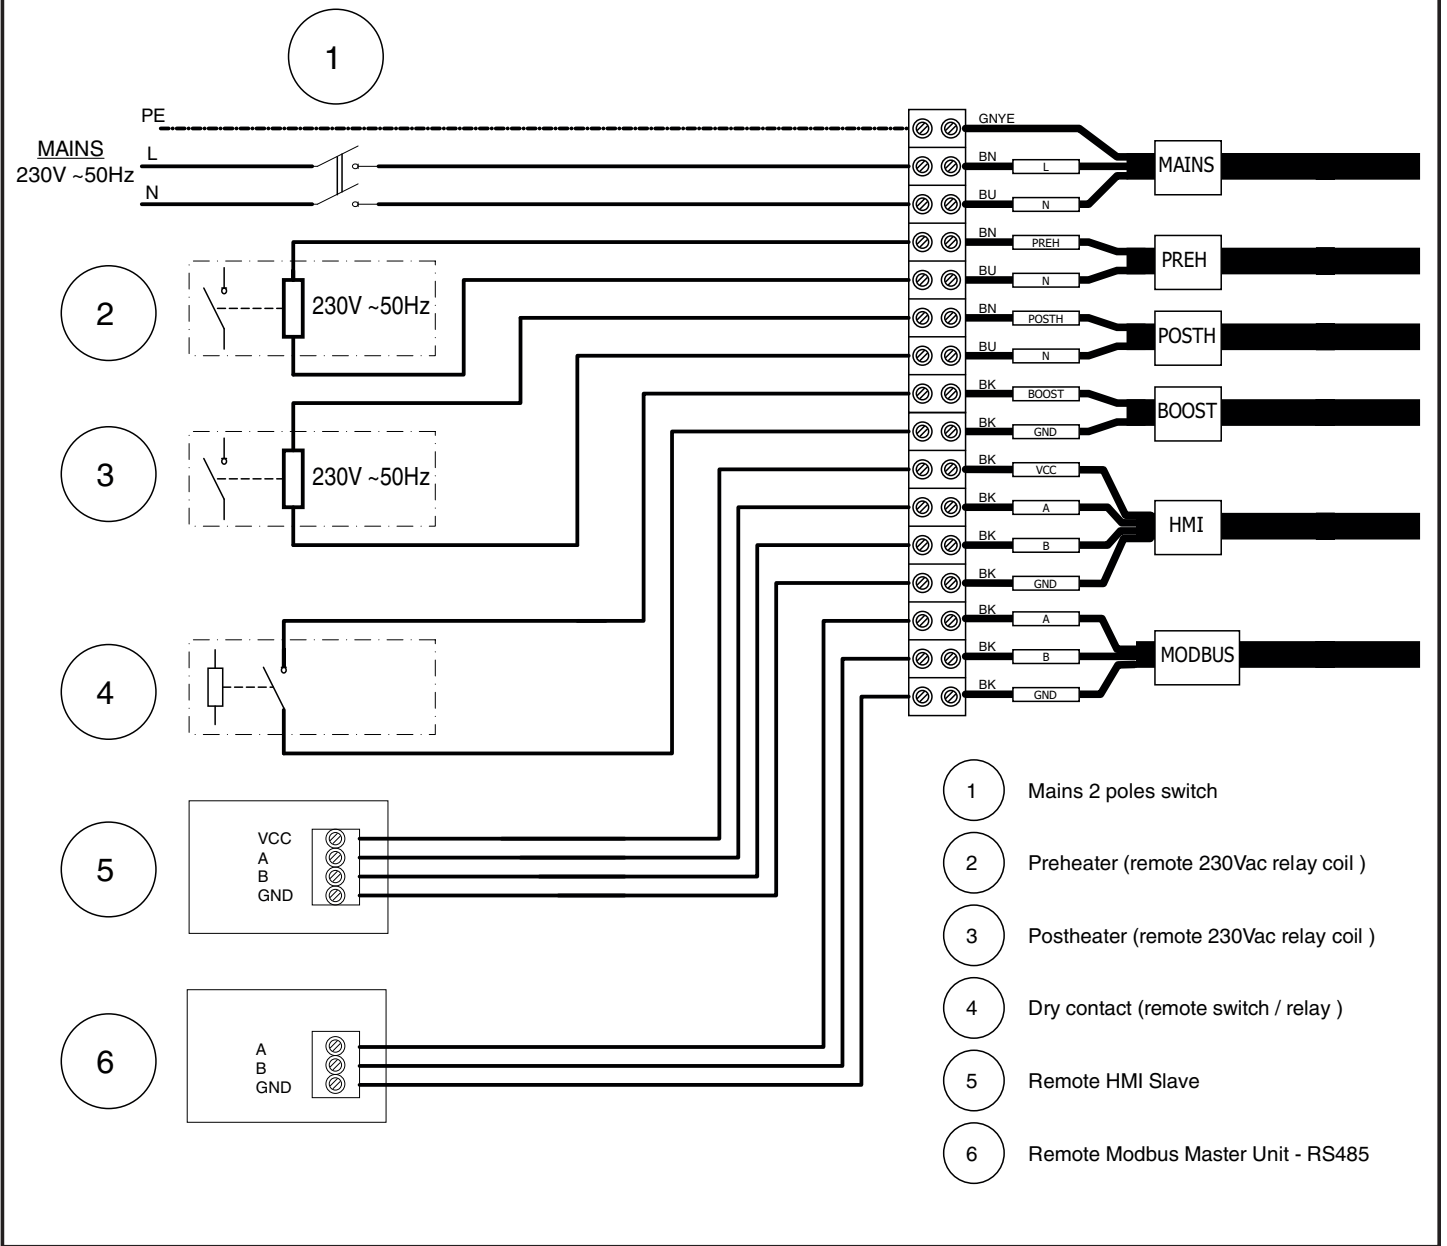 1
PE
MAINS
230V ~50Hz
L
N
GNYE
BN
L
BU
N
MAINS
BN
PREH
BU
N
PREH
BN
POSTH
BU
N
POSTH
BK
BOOST
BK
GND
BOOST
BK
VCC
BK
A
BK
B
BK
GND
HMI
BK
A
BK
B
BK
GND
MODBUS
2
230V ~50Hz
3
230V ~50Hz
4
5
VCC
A
B
GND
6
A
B
GND
1 Mains 2 poles switch
2 Preheater (remote 230Vac relay coil )
3 Postheater (remote 230Vac relay coil )
4 Dry contact (remote switch / relay )
5 Remote HMI Slave
6 Remote Modbus Master Unit - RS485